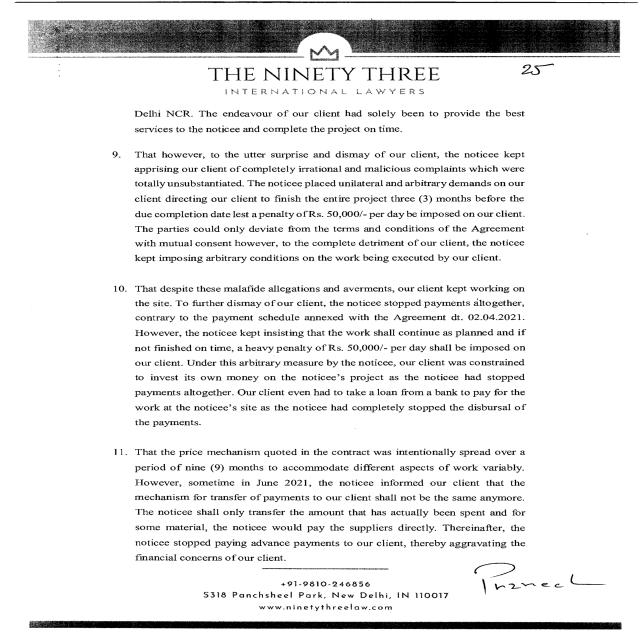 THE NINETY THREE
25
INTERNATIONAL LAWYERS
Delhi NCR. The endeavour of our client had solely been to provide the best
services to the noticee and complete the project on time.
9. That however, to the utter surprise and dismay of our client, the noticee kept
apprising our client of completely irrational and malicious complaints which were
totally unsubstantiated. The noticee placed unilateral and arbitrary demands on our
client directing our client to finish the entire project three (3) months before the
due completion date lest a penalty of Rs. 50,000/- per day be imposed on our client.
The parties could only deviate from the terms and conditions of the Agreement
with mutual consent however, to the complete detriment of our client, the noticee
kept imposing arbitrary conditions on the work being executed by our client.
10. That despite these malafide allegations and averments, our client kept working on
the site. To further dismay of our client, the noticee stopped payments altogether,
contrary to the payment schedule annexed with the Agreement dt. 02.04.2021.
However, the noticee kept insisting that the work shall continue as planned and if
not finished on time, a heavy penalty of Rs. 50,000/- per day shall be imposed on
our client. Under this arbitrary measure by the noticee, our client was constrained
to invest its own money on the noticee's project as the noticee had stopped
payments altogether. Our client even had to take a loan from a bank to pay for the
work at the noticee's site as the noticee had completely stopped the disbursal of
the payments.
11. That the price mechanism quoted in the contract was intentionally spread over a
period of nine (9) months to accommodate different aspects of work variably.
However, sometime in June 2021, the noticee informed our client that the
mechanism for transfer of payments to our client shall not be the same anymore.
The noticee shall only transfer the amount that has actually been spent and for
some material, the noticee would pay the suppliers directly. Thereinafter, the
noticee stopped paying advance payments to our client, thereby aggravating the
financial concerns of our client.
+91-9810-246856
5318 Panchsheel Park, New Delhi, IN 110017
www.ninetythreelaw.com